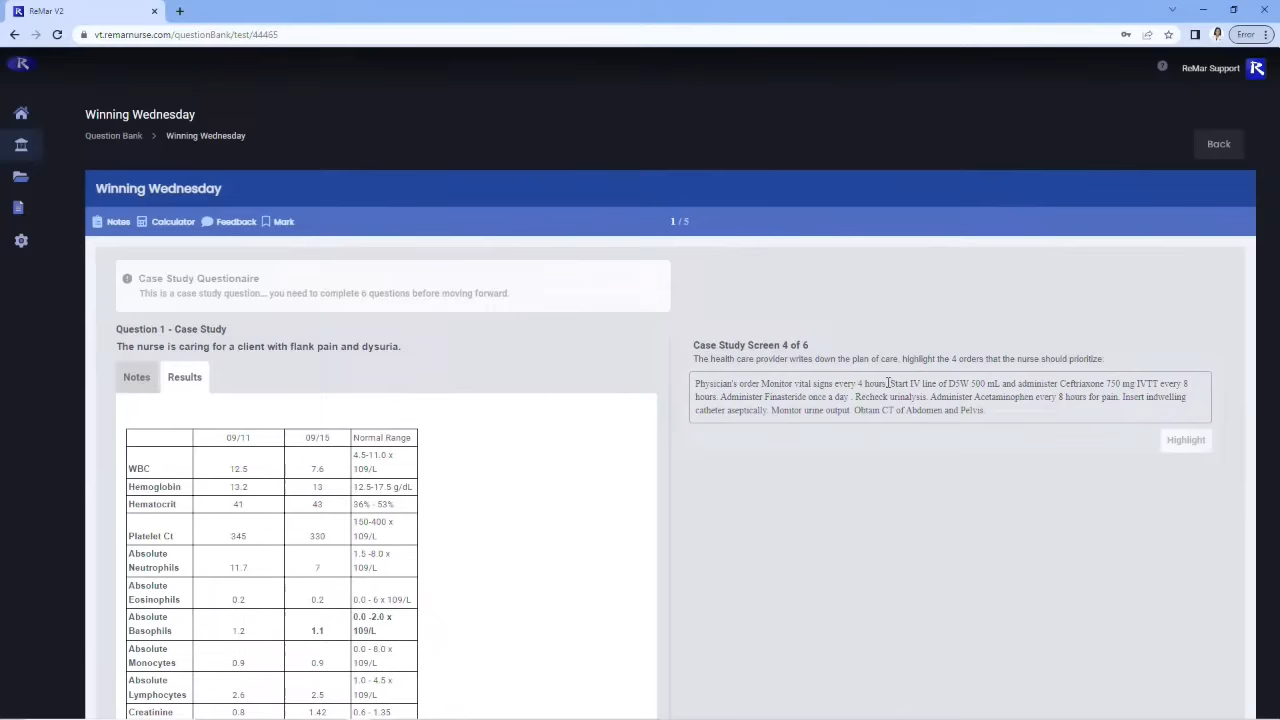 ReMar V2
vt.remarnurse.com/questionBank/test/44465
Error
ReMar Support
Winning Wednesday
Question Bank > Winning Wednesday
Back
Winning Wednesday
Notes Calculator Feedback Mark
1 / 5
Case Study Questionaire
This is a case study question... you need to complete 6 questions before moving forward.
Question 1 - Case Study
The nurse is caring for a client with flank pain and dysuria.
Notes Results
09/11 09/15 Normal Range
4.5-11.0 x
WBC 12.5 7.6 109/L
Hemoglobin 13.2 13 12.5-17.5 g/dL
Hematocrit 41 43 36% - 53%
150-400 x
Platelet Ct 345 330 109/L
Absolute 1.5 -8.0 x
Neutrophils 11.7 7 109/L
Absolute
Eosinophils 0.2 0.2 0.0 - 6 x 109/L
Absolute 0.0 -2.0 x
Basophils 1.2 1.1 109/L
Absolute 0.0 - 8.0 x
Monocytes 0.9 0.9 109/L
Absolute 1.0 - 4.5 x
Lymphocytes 2.6 2.5 109/L
Creatinine 0.8 1.42 0.6 - 1.35
Case Study Screen 4 of 6
The health care provider writes down the plan of care, highlight the 4 orders that the nurse should prioritize:
Physician's order Monitor vital signs every 4 hours. Start IV line of D5W 500 mL and administer Ceftriaxone 750 mg IVTT every 8
hours. Administer Finasteride once a day . Recheck urinalysis. Administer Acetaminophen every 8 hours for pain. Insert indwelling
catheter aseptically. Monitor urine output. Obtain CT of Abdomen and Pelvis.
Highlight